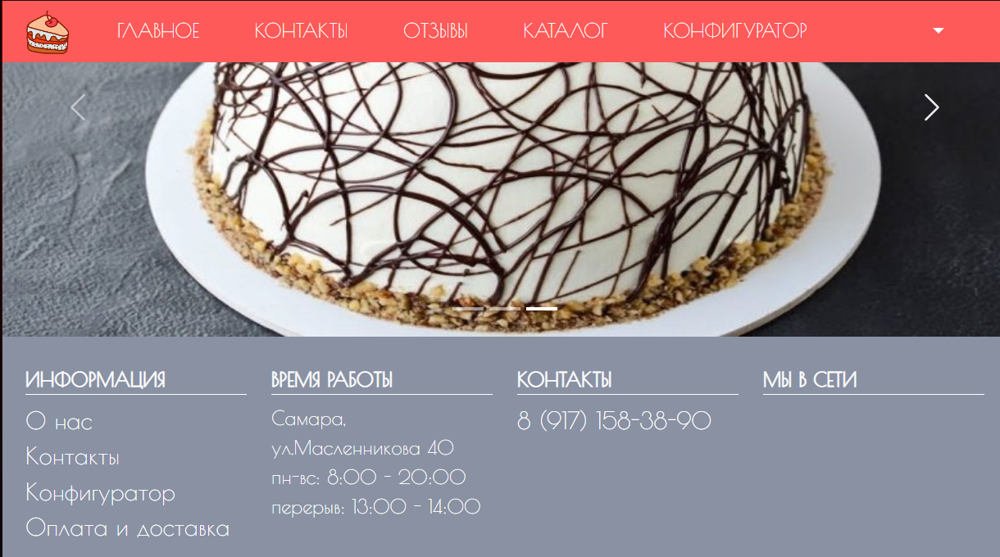 ГЛАВНОЕ КОНТАКТЫ ОТЗЫВЫ КАТАЛОГ КОНФИГУРАТОР
ИНФОРМАЦИЯ
О нас
Контакты
Конфигуратор
Оплата и доставка
ВРЕМЯ РАБОТЫ
Самара,
ул.Масленникова 40
пн-вс: 8:00 - 20:00
перерыв: 13:00 - 14:00
КОНТАКТЫ
8 (917) 158-38-90
МЫ В СЕТИ